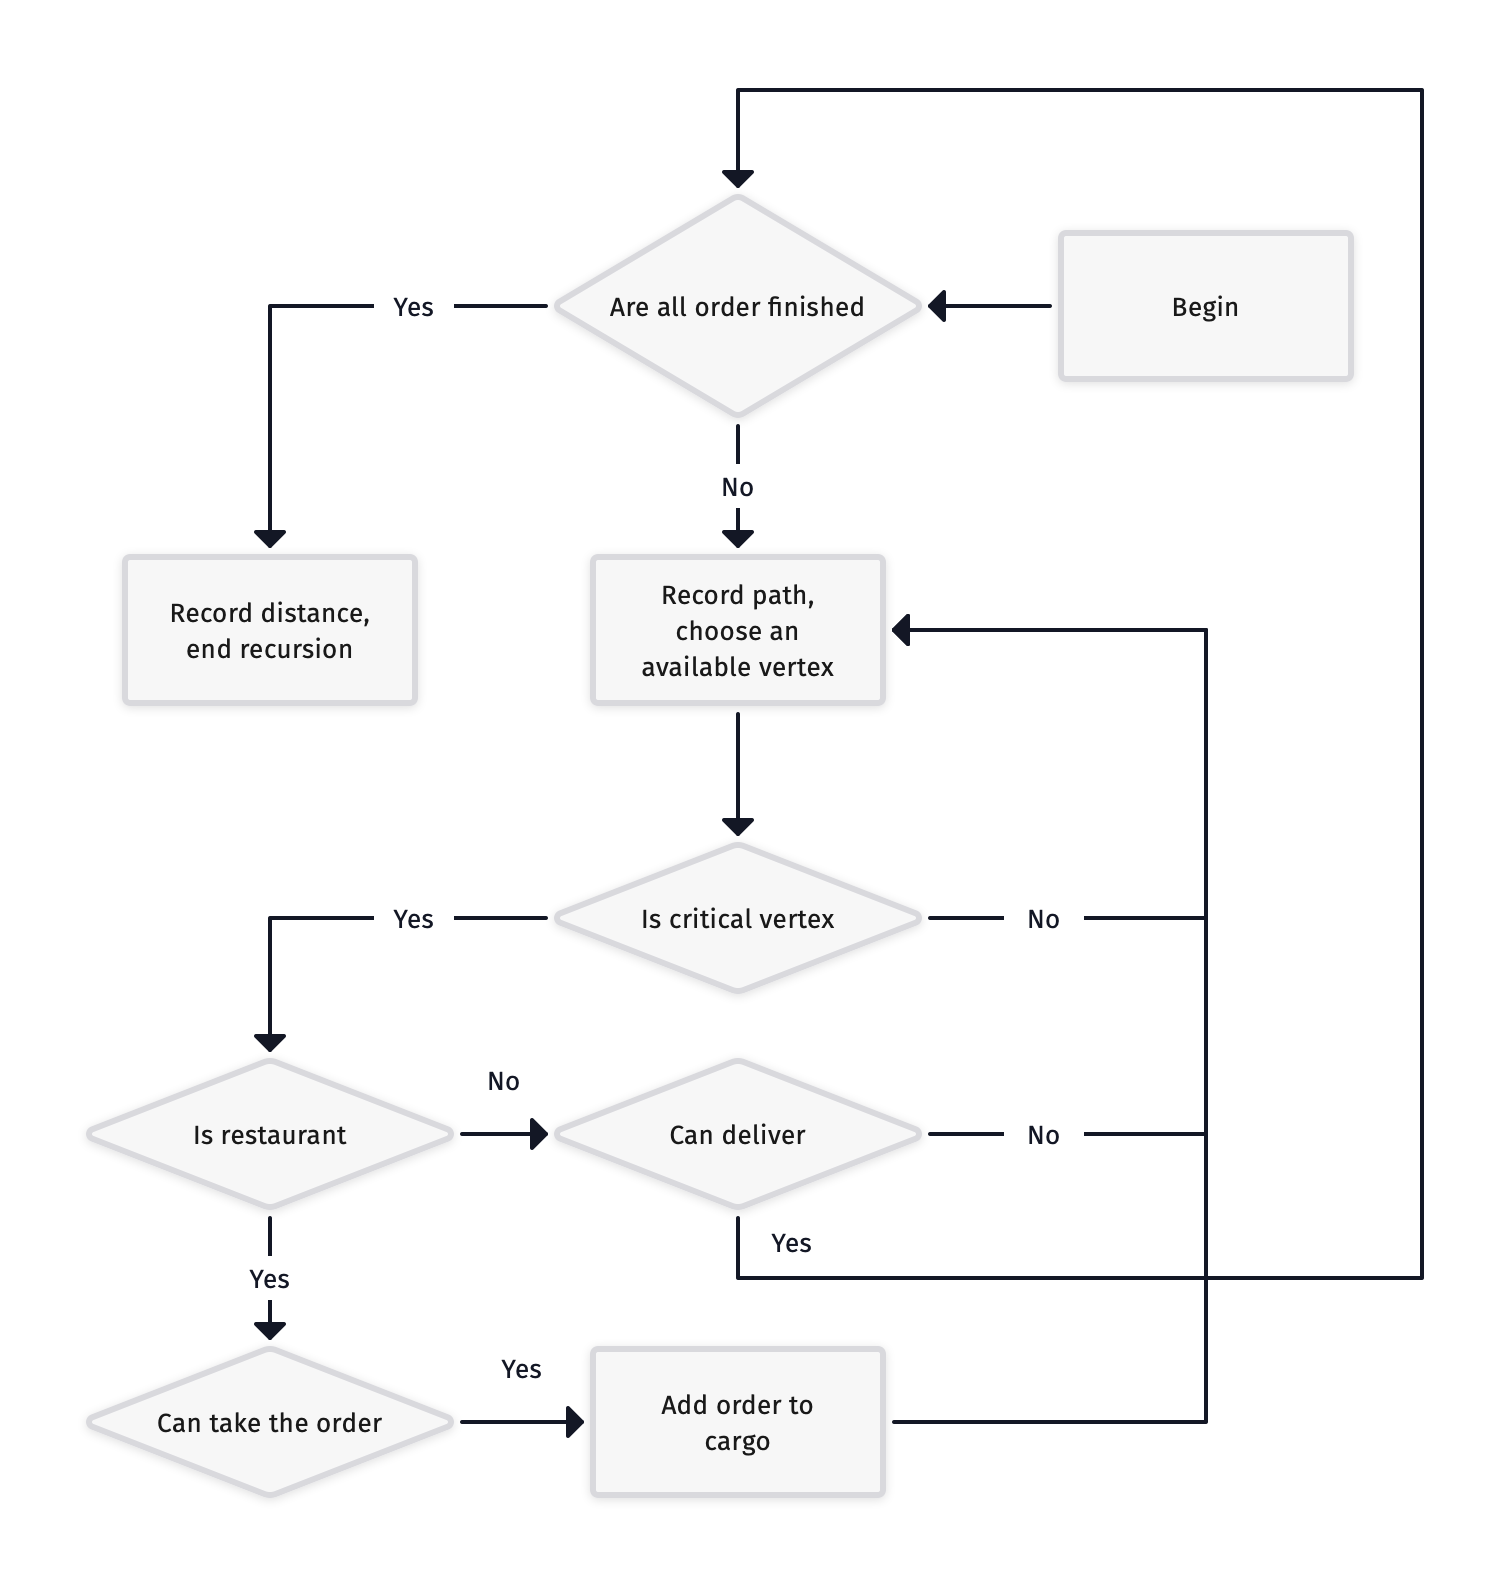 Yes
Are all order finished
Begin
No
Record distance,
end recursion
Record path,
choose an
available vertex
Yes
Is critical vertex
No
Is restaurant
No
Can deliver
No
Yes
Yes
Can take the order
Yes
Add order to
cargo